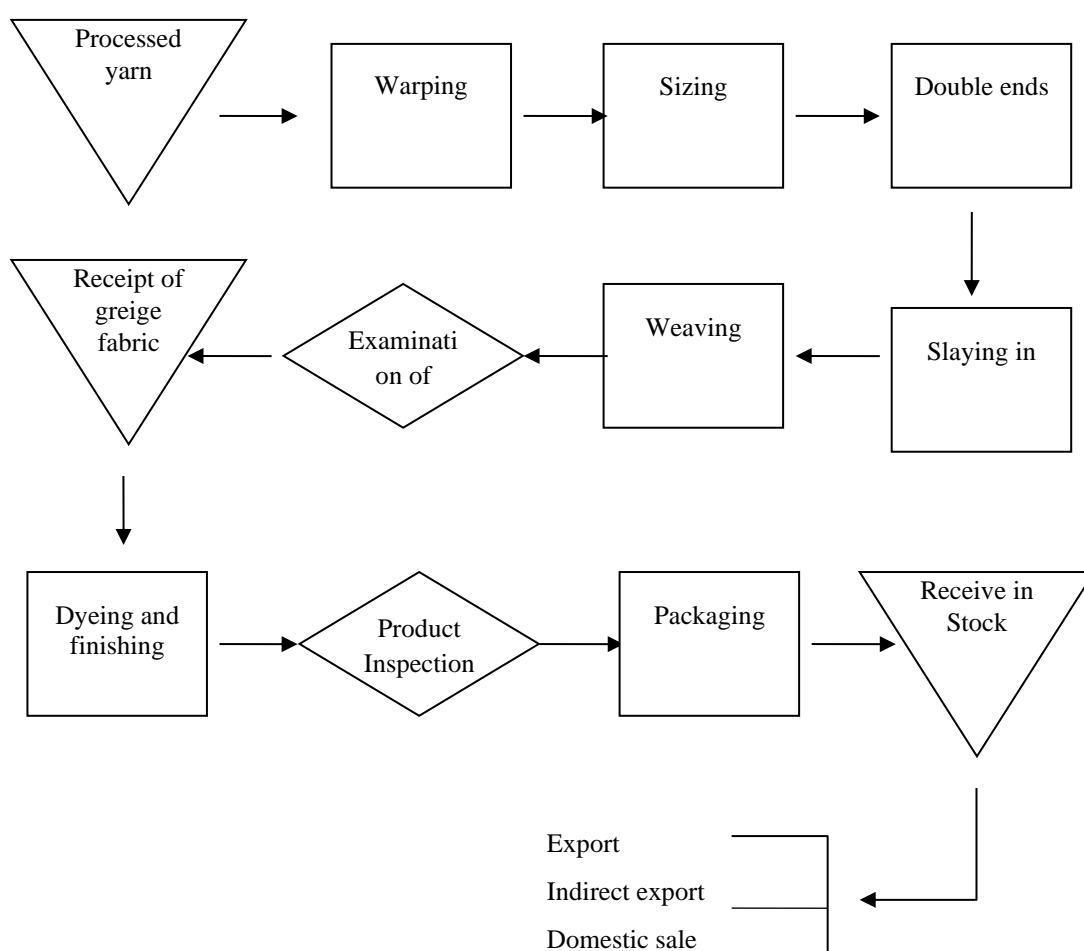 Processed
yarn
Warping
Sizing
Double ends
Receipt of
greige
fabric
Examinati
on of
Weaving
Slaying in
Dyeing and
finishing
Product
Inspection
Packaging
Receive in
Stock
Export
Indirect export
Domestic sale